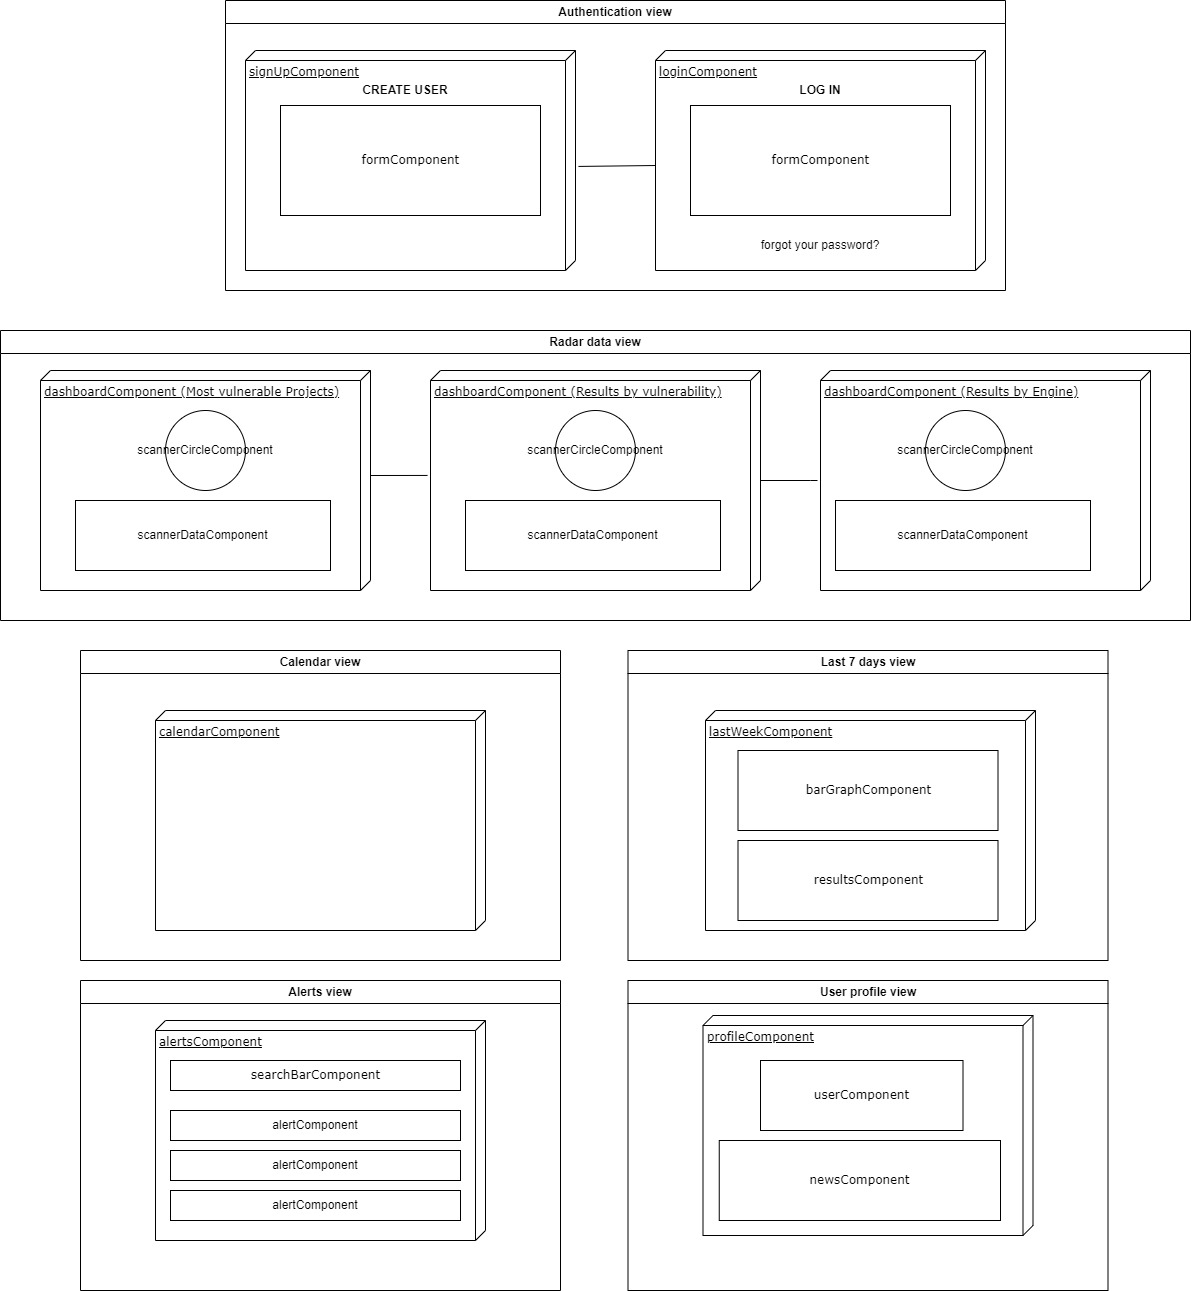 Authentication view
signUpComponent
CREATE USER
formComponent
loginComponent
LOG IN
formComponent
forgot your password?
Radar data view
dashboardComponent (Most vulnerable Projects)
scannerCircleComponent
scannerDataComponent
dashboardComponent (Results by vulnerability)
scannerCircleComponent
scannerDataComponent
dashboardComponent (Results by Engine)
scannerCircleComponent
scannerDataComponent
Calendar view
calendarComponent
Last 7 days view
lastWeekComponent
barGraphComponent
resultsComponent
Alerts view
alertsComponent
searchBarComponent
alertComponent
alertComponent
alertComponent
User profile view
profileComponent
userComponent
newsComponent